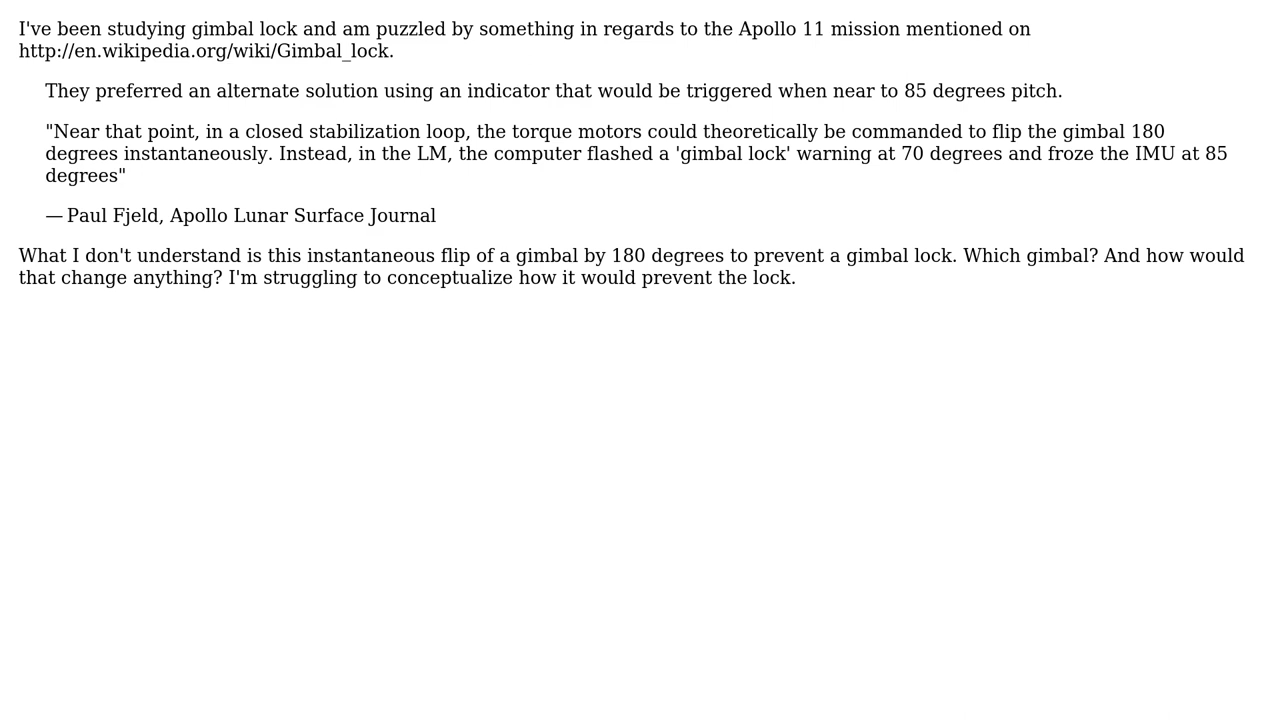 I've been studying gimbal lock and am puzzled by something in regards to the Apollo 11 mission mentioned on
http://en.wikipedia.org/wiki/Gimbal_lock.
They preferred an alternate solution using an indicator that would be triggered when near to 85 degrees pitch.
"Near that point, in a closed stabilization loop, the torque motors could theoretically be commanded to flip the gimbal 180
degrees instantaneously. Instead, in the LM, the computer flashed a 'gimbal lock' warning at 70 degrees and froze the IMU at 85
degrees"
— Paul Fjeld, Apollo Lunar Surface Journal
What I don't understand is this instantaneous flip of a gimbal by 180 degrees to prevent a gimbal lock. Which gimbal? And how would
that change anything? I'm struggling to conceptualize how it would prevent the lock.